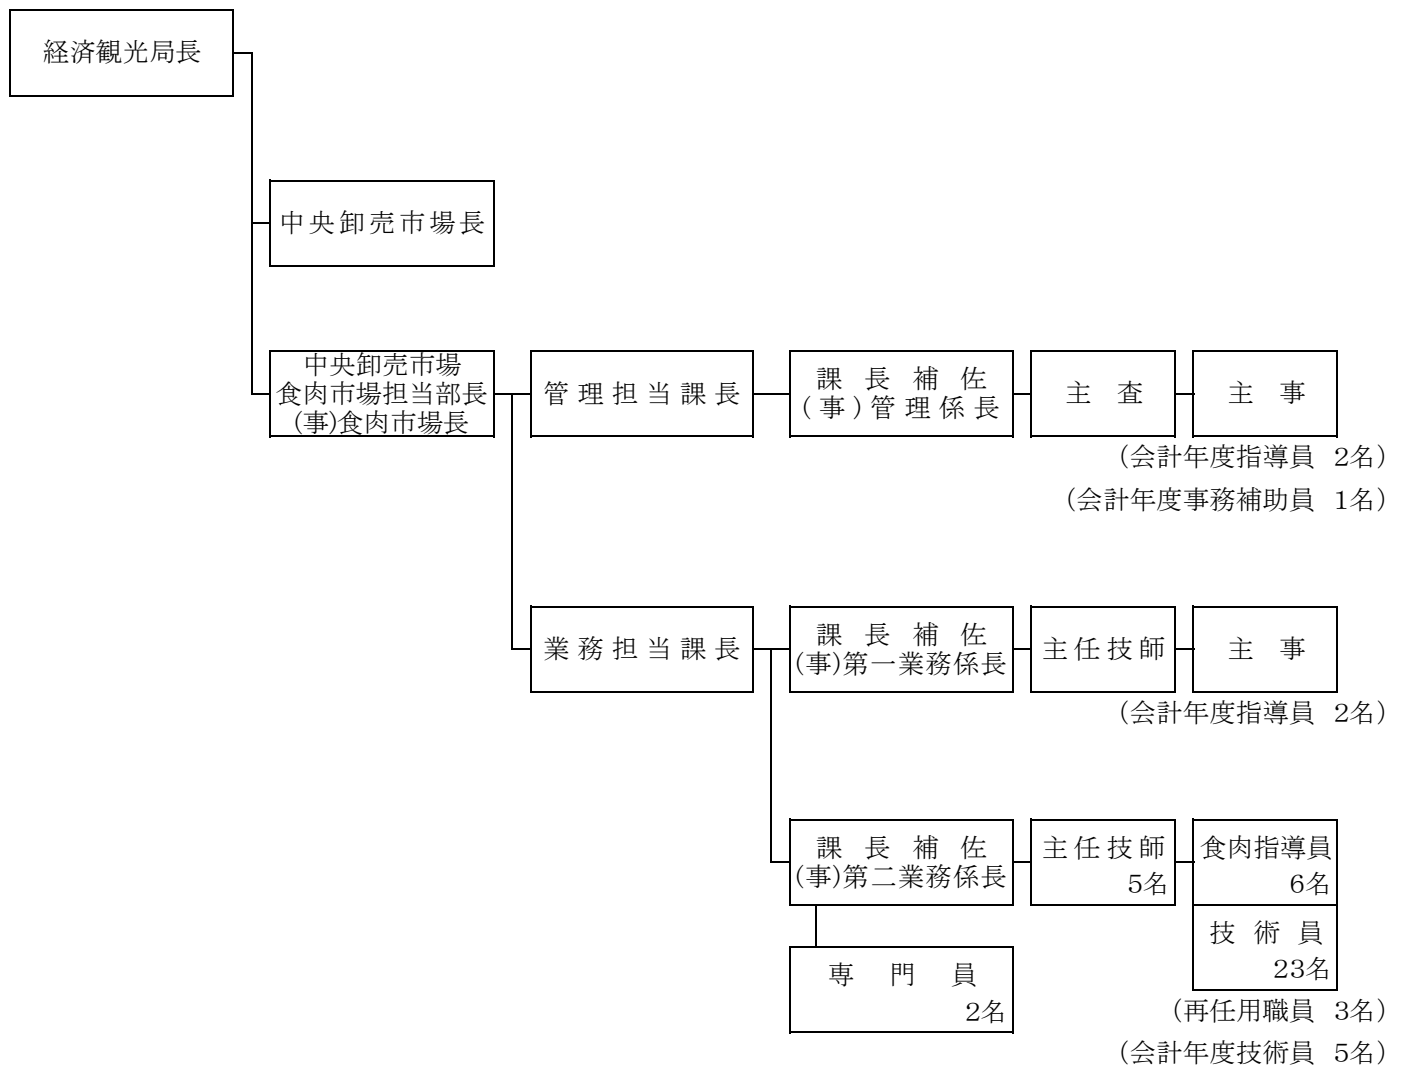 経済観光局長
中央卸売市場長
中央卸売市場
食肉市場担当部長
(事)食肉市場長
管理担当課長
課長補佐
(事)管理係長
主査
主事
(会計年度指導員 2名)
(会計年度事務補助員 1名)
業務担当課長
課長補佐
(事)第一業務係長
主任技師
主事
(会計年度指導員 2名)
課長補佐
(事)第二業務係長
主任技師
5名
食肉指導員
6名
技術員
23名
専門員
2名
(再任用職員 3名)
(会計年度技術員 5名)